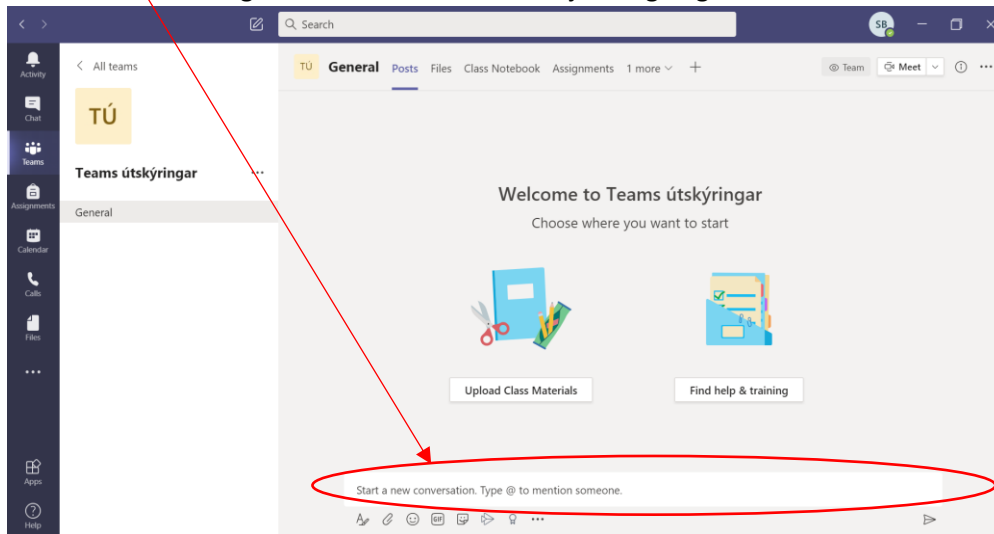 Search
SB
Activity
Chat
Teams
Assignments
Calendar
Calls
Files
Apps
Help
All teams
TÚ
Teams útskýringar
General
TÚ General Posts Files Class Notebook Assignments 1 more
Team Meet
Welcome to Teams útskýringar
Choose where you want to start
Upload Class Materials
Find help & training
Start a new conversation. Type @ to mention someone.
GIF